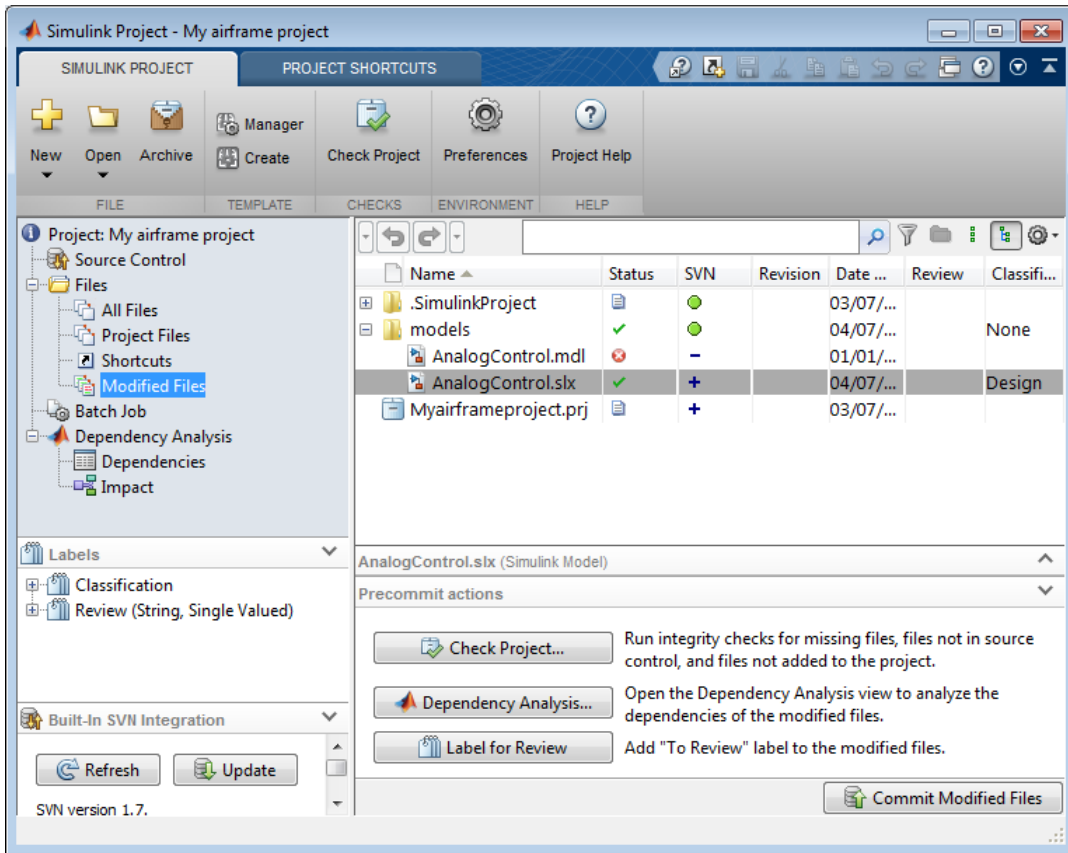 Simulink Project - My airframe project
SIMULINK PROJECT PROJECT SHORTCUTS
New Open Archive Manager Create Check Project Preferences Project Help
FILE TEMPLATE CHECKS ENVIRONMENT HELP
Project: My airframe project
Source Control
Files
All Files
Project Files
Shortcuts
Modified Files
Batch Job
Dependency Analysis
Dependencies
Impact
Labels
Classification
Review (String, Single Valued)
Built-In SVN Integration
Refresh Update
SVN version 1.7.
Name Status SVN Revision Date ... Review Classifi...
.SimulinkProject 03/07/...
models 04/07/... None
AnalogControl.mdl 01/01/...
AnalogControl.slx 04/07/... Design
Myairframeproject.prj 03/07/...
AnalogControl.slx (Simulink Model)
Precommit actions
Check Project... Run integrity checks for missing files, files not in source
control, and files not added to the project.
Dependency Analysis... Open the Dependency Analysis view to analyze the
dependencies of the modified files.
Label for Review Add "To Review" label to the modified files.
Commit Modified Files